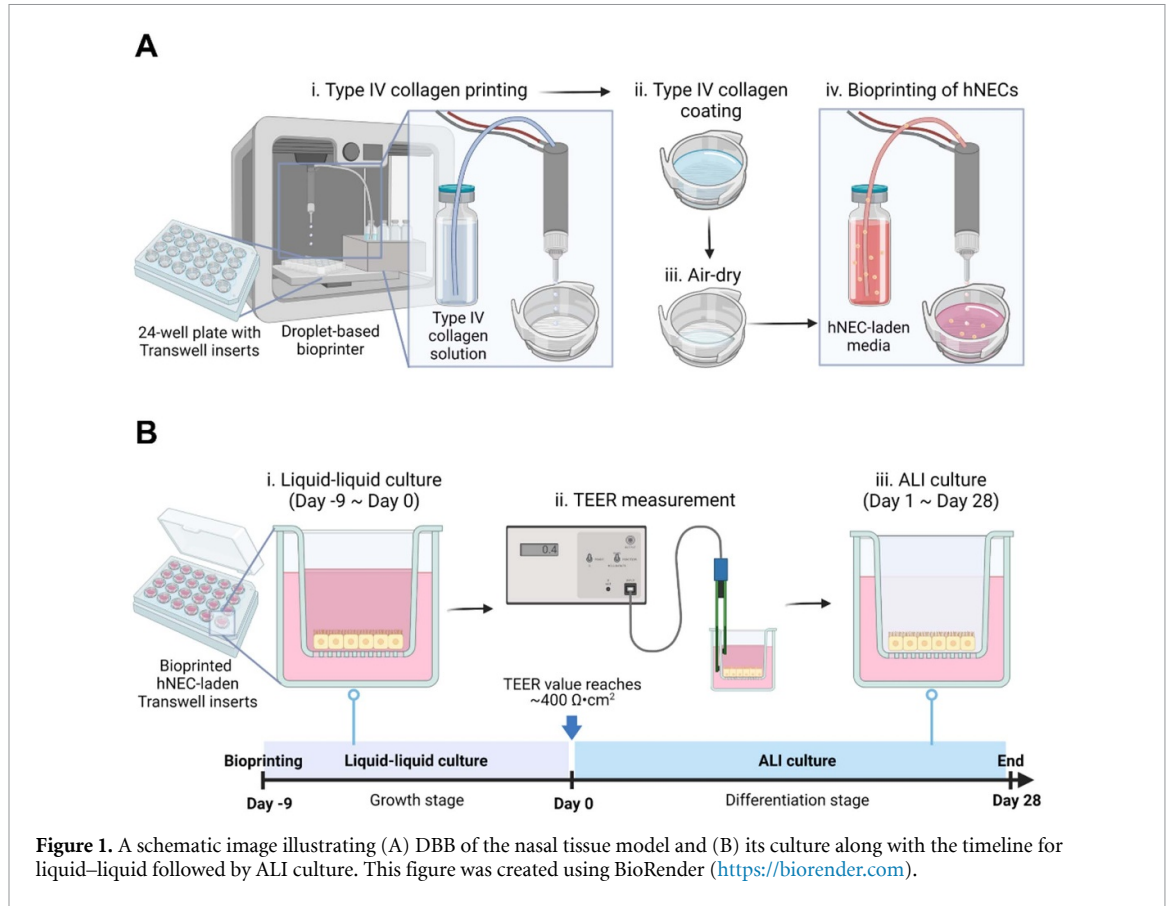 A
i. Type IV collagen printing
ii. Type IV collagen
coating
iv. Bioprinting of hNECs
iii. Air-dry
24-well plate with
Transwell inserts
Droplet-based
bioprinter
Type IV
collagen
solution
hNEC-laden
media
B
i. Liquid-liquid culture
(Day -9 ~ Day 0)
ii. TEER measurement
iii. ALI culture
(Day 1 ~ Day 28)
0.4
Bioprinted
hNEC-laden
Transwell inserts
TEER value reaches
~400 Ω•cm²
Bioprinting
Liquid-liquid culture
ALI culture
End
Day -9
Growth stage
Day 0
Differentiation stage
Day 28
Figure 1. A schematic image illustrating (A) DBB of the nasal tissue model and (B) its culture along with the timeline for
liquid–liquid followed by ALI culture. This figure was created using BioRender (https://biorender.com).